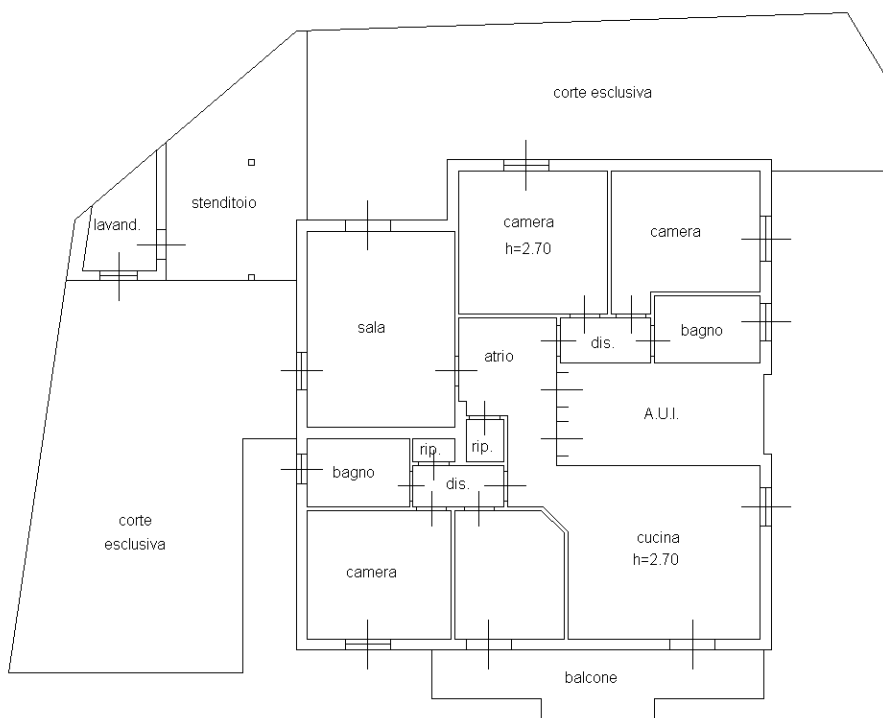 corte esclusiva
stenditoio
lavand.
camera
h=2.70
camera
sala
atrio
dis.
bagno
A.U.I.
rip.
rip.
bagno
dis.
corte
esclusiva
cucina
h=2.70
camera
balcone